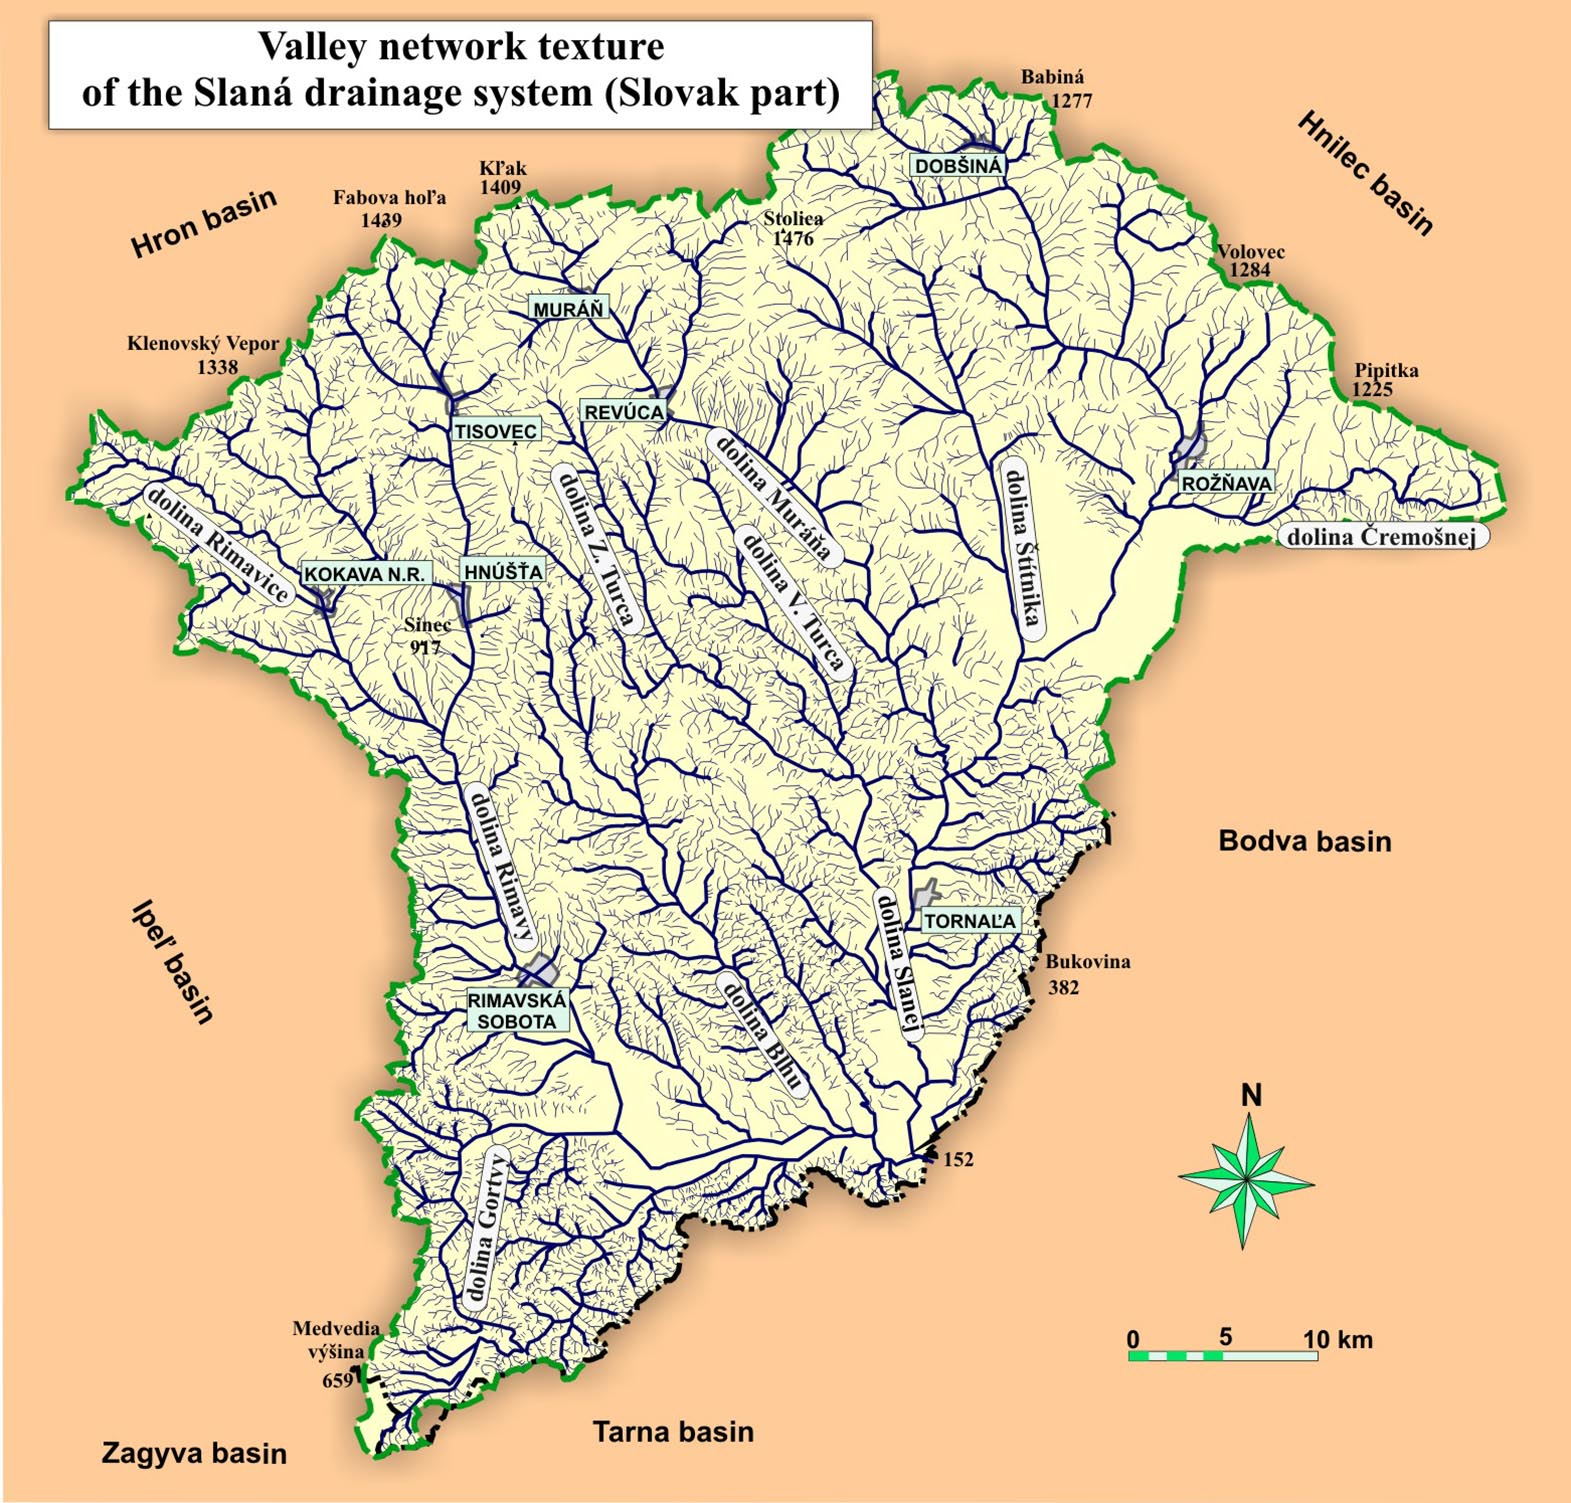 Valley network texture
of the Slaná drainage system (Slovak part)
Babiná
1277
Hnilec basin
DOBŠINÁ
Kľak
1409
Fabova hoľa
1439
Hron basin
Stolica
1476
Volovec
1284
MURÁŇ
Klenovský Vepor
1338
Pipitka
1225
REVÚCA
TISOVEC
dolina Muráňa
dolina Z. Turca
dolina Štítnika
ROŽŇAVA
dolina Rimavice
dolina Čremošnej
dolina V. Turca
KOKAVA N.R.
HNÚŠŤA
Sinec
917
dolina Rimavy
Bodva basin
dolina Slanej
TORNAĽA
Ipeľ basin
Bukovina
382
RIMAVSKÁ
SOBOTA
dolina Blhu
N
152
dolina Gortvy
Medvedia
výšina
659
0 5 10 km
Tarna basin
Zagyva basin